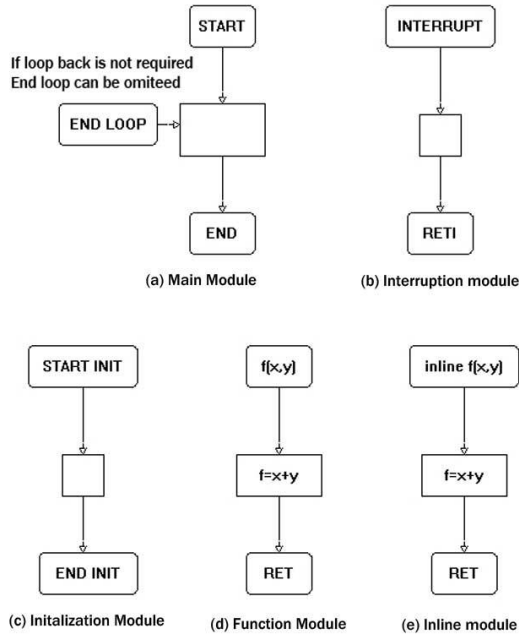 START
INTERRUPT
If loop back is not required
End loop can be omiteed
END LOOP
END
RETI
(a) Main Module
(b) Interruption module
START INIT
f(x,y)
inline f(x,y)
f=x+y
f=x+y
END INIT
RET
RET
(c) Initalization Module
(d) Function Module
(e) Inline module